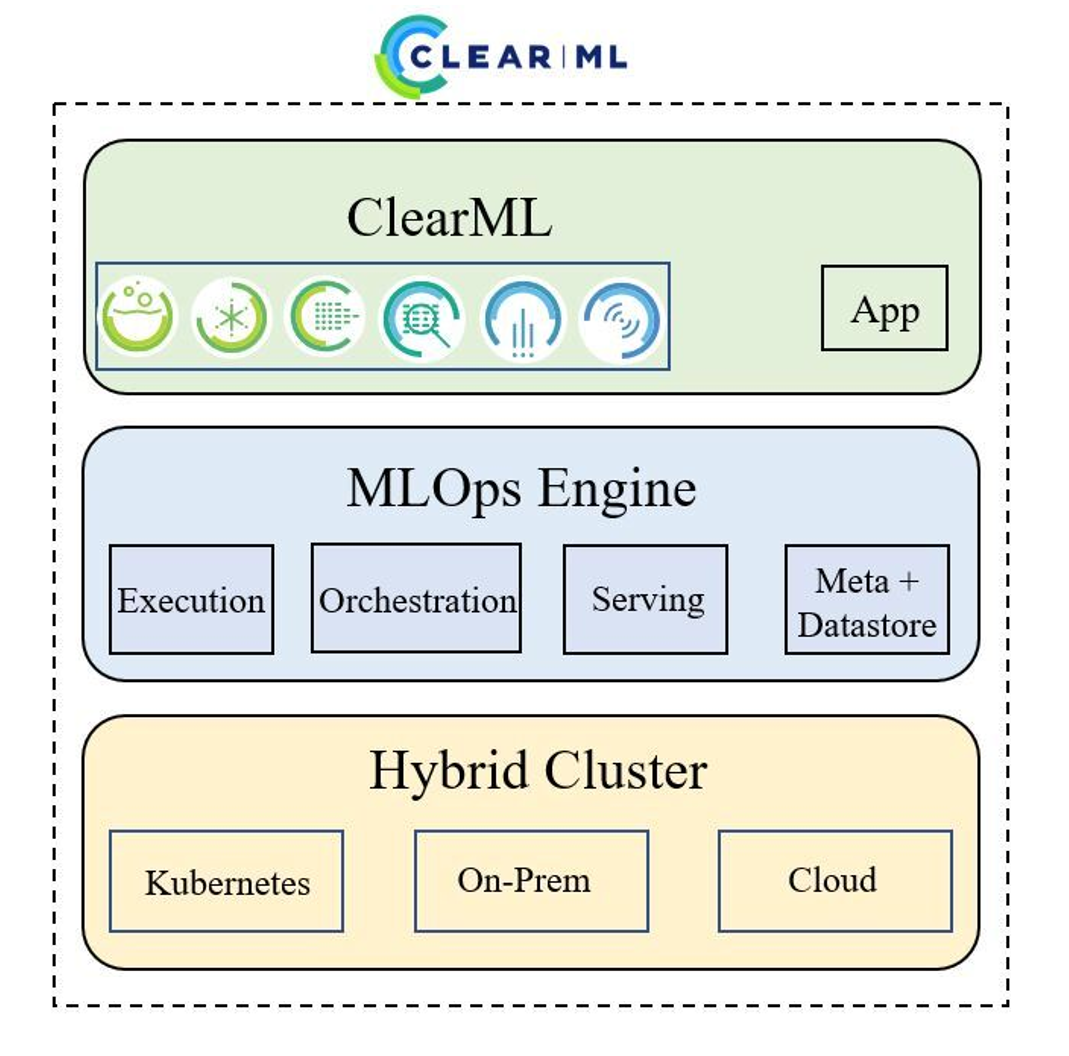 CLEAR|ML
ClearML
App
MLOps Engine
Execution
Orchestration
Serving
Meta +
Datastore
Hybrid Cluster
Kubernetes
On-Prem
Cloud